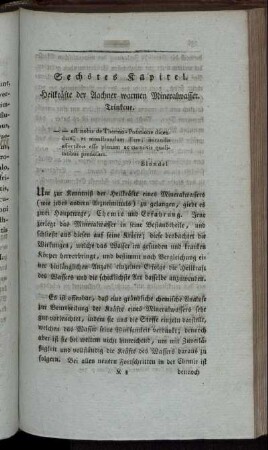 Sechstes Kapitel.
Heilkräfte der Aachner warmen Mineralwasser.
Trinkkur.
Blondel
Um zur Kenntniß der Heilkräfte eines Mineralwassers
(wie jedes andern Arzneimittels) zu gelangen, giebt es
zwey Hauptwege, Chemie und Erfahrung. Jene
zerlegt das Mineralwasser in seine Bestandtheile, und
schließt aus diesen auf seine Kräfte; diese beobachtet die
Wirkungen, welche das Wasser im gesunden und kranken
Körper hervorbringt, und bestimmt nach Vergleichung ei-
ner hinlänglichen Anzahl einzelner Erfolge die Heilkraft
des Wassers und die schicklichste Art dasselbe anzuwenden.
Es ist offenbar, daß eine gründliche chemische Analyse
zur Beurtheilung der Kräfte eines Mineralwassers sehr
gut vorbereitet, indem sie uns die Stoffe einzeln darstellt,
welchen das Wasser seine Wirksamkeit verdankt; dennoch
aber ist sie bei weitem nicht hinreichend, um mit Zuverläs-
sigkeit und vollständig die Kräfte des Wassers daraus zu
folgern. Bei allen neuern Fortschritten in der Chemie ist
K 2 dennoch